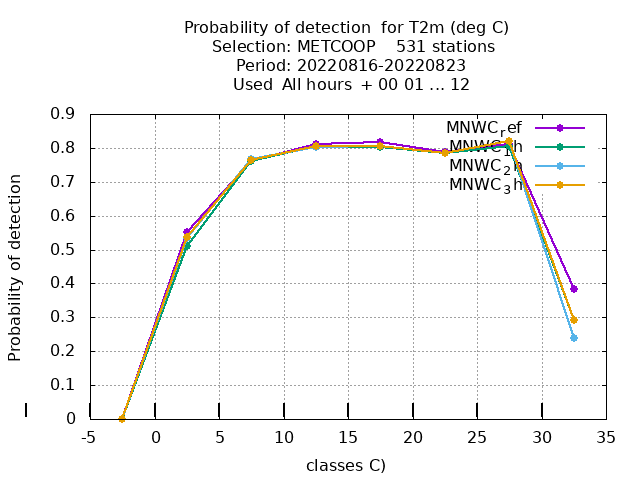 Probability of detection for T2m (deg C)
Selection: METCOOP 531 stations
Period: 20220816-20220823
Used All hours + 00 01 ... 12
MNWC_ref
MNWC_1h
MNWC_2h
MNWC_3h
Probability of detection
0.9
0.8
0.7
0.6
0.5
0.4
0.3
0.2
0.1
0
-5 0 5 10 15 20 25 30 35
classes C)